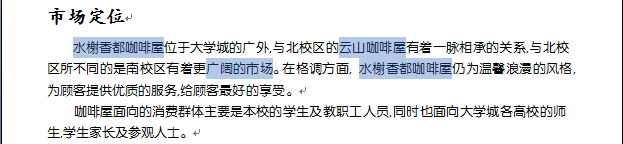 市场定位
水榭香都咖啡屋位于大学城的广外,与北校区的云山咖啡屋有着一脉相承的关系,与北校
区所不同的是南校区有着更广阔的市场。在格调方面, 水榭香都咖啡屋仍为温馨浪漫的风格,
为顾客提供优质的服务,给顾客最好的享受。
咖啡屋面向的消费群体主要是本校的学生及教职工人员,同时也面向大学城各高校的师
生,学生家长及参观人士。